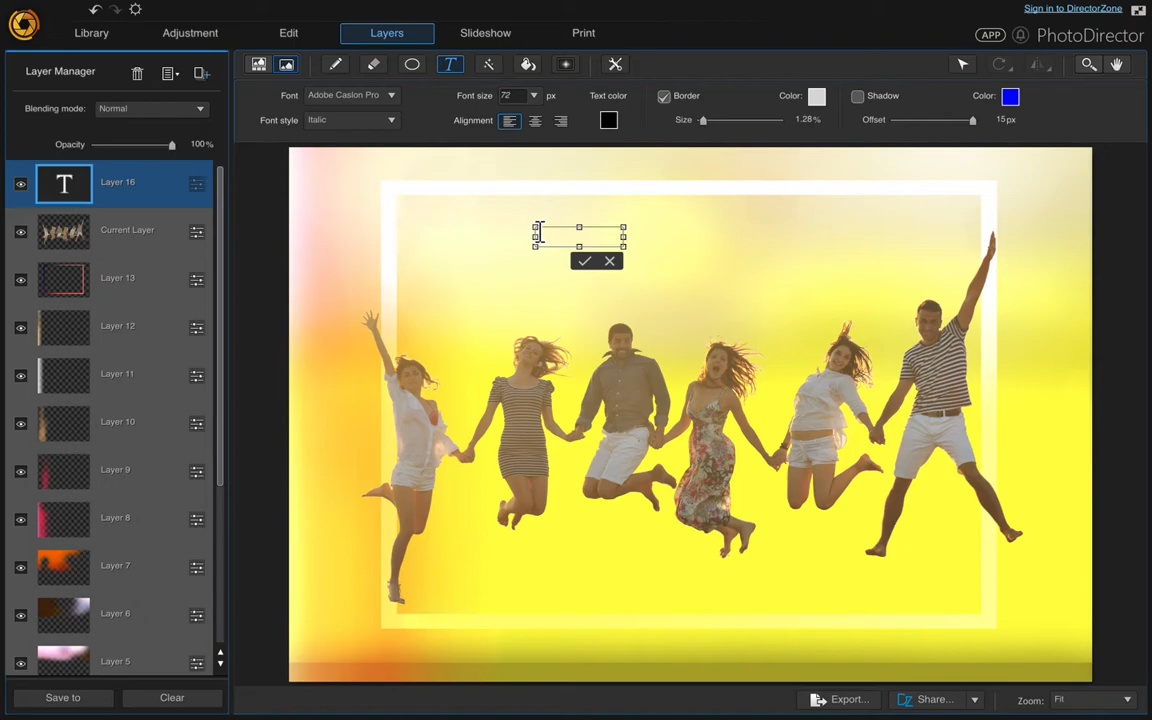 Sign in to DirectorZone
Library
Adjustment
Edit
Layers
Slideshow
Print
APP
PhotoDirector
Layer Manager
T
Font
Adobe Caslon Pro
Font size
72
px
Text color
Border
Color:
Shadow
Color:
Font style
Italic
Alignment
Size
1.28%
Offset
15px
Blending mode:
Normal
Opacity
100%
T
Layer 16
Current Layer
Layer 13
Layer 12
Layer 11
Layer 10
Layer 9
Layer 8
Layer 7
Layer 6
Layer 5
Save to
Clear
Export...
Share...
Zoom:
Fit